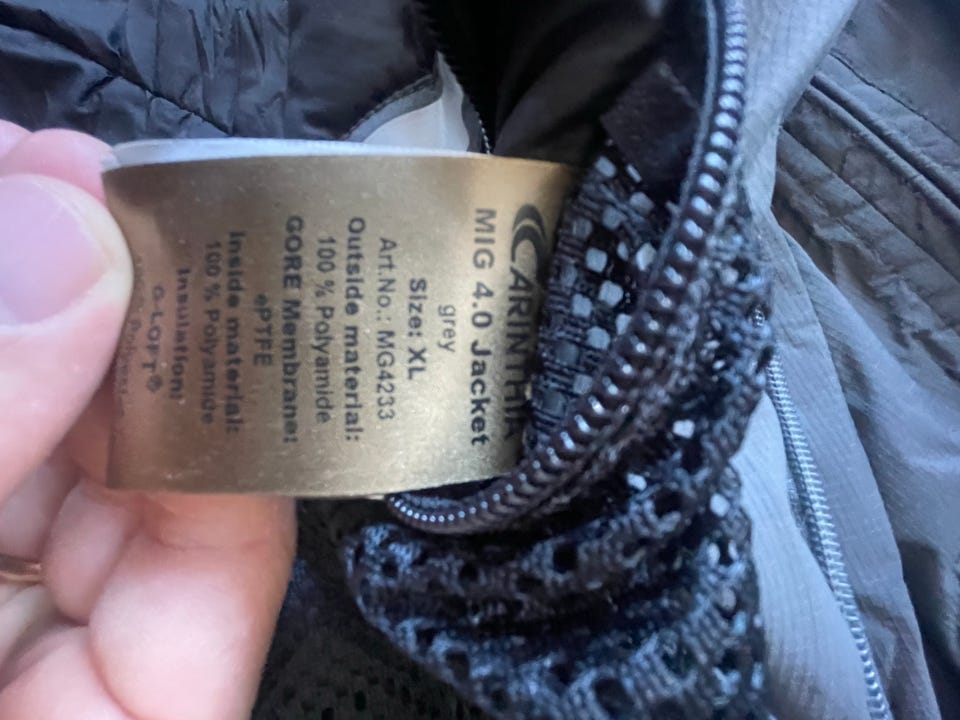 CARINTHIA
MIG 4.0 Jacket
grey
Size: XL
Art.No.: MG4233
Outside material:
100 % Polyamide
GORE Membrane:
ePTFE
Inside material:
100 % Polyamide
Insulation:
G-LOFT®